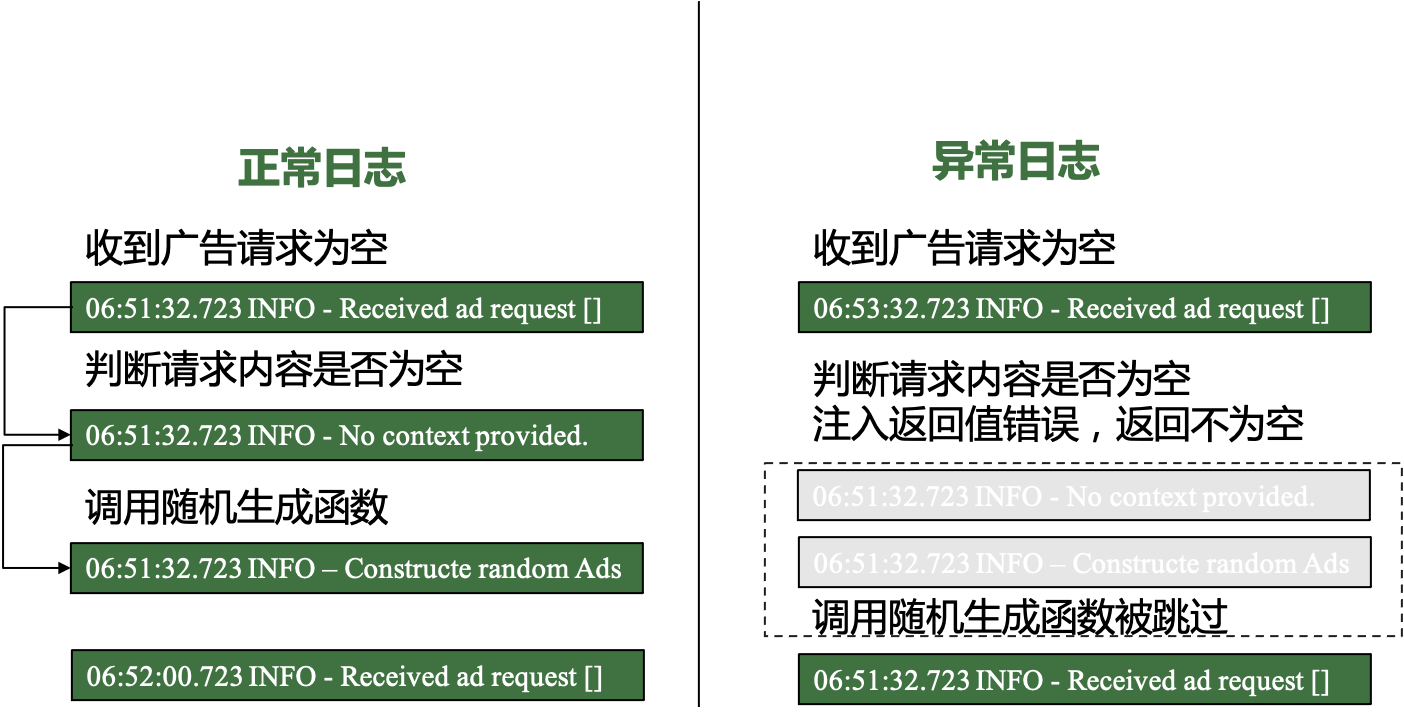 正常日志
收到广告请求为空
06:51:32.723 INFO - Received ad request []
判断请求内容是否为空
06:51:32.723 INFO - No context provided.
调用随机生成函数
06:51:32.723 INFO – Constructe random Ads
06:52:00.723 INFO - Received ad request []
异常日志
收到广告请求为空
06:53:32.723 INFO - Received ad request []
判断请求内容是否为空
注入返回值错误，返回不为空
06:51:32.723 INFO - No context provided.
06:51:32.723 INFO – Constructe random Ads
调用随机生成函数被跳过
06:51:32.723 INFO - Received ad request []